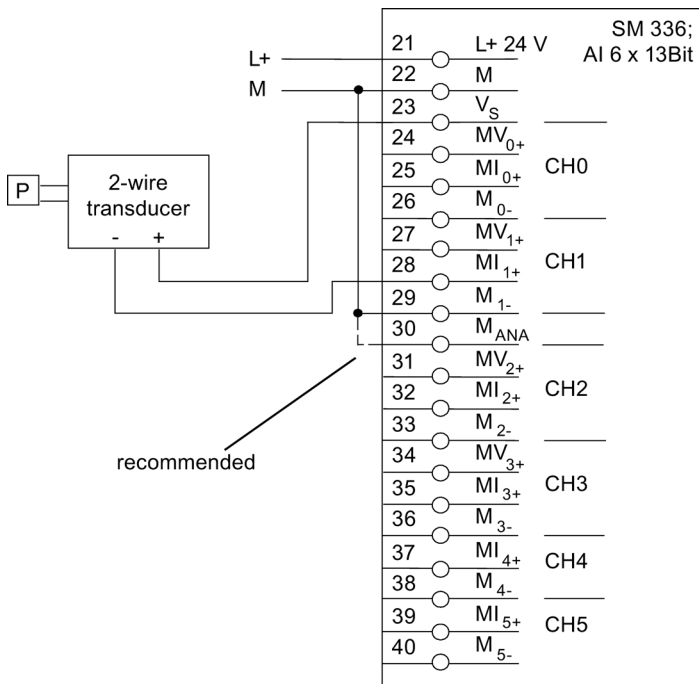 SM 336;
AI 6 x 13Bit
L+
M
P
2-wire
transducer
- +
recommended
21 L+ 24 V
22 M
23 VS
24 MV0+
25 MI0+ CH0
26 M0-
27 MV1+
28 MI1+ CH1
29 M1-
30 MANA
31 MV2+
32 MI2+ CH2
33 M2-
34 MV3+
35 MI3+ CH3
36 M3-
37 MI4+ CH4
38 M4-
39 MI5+ CH5
40 M5-